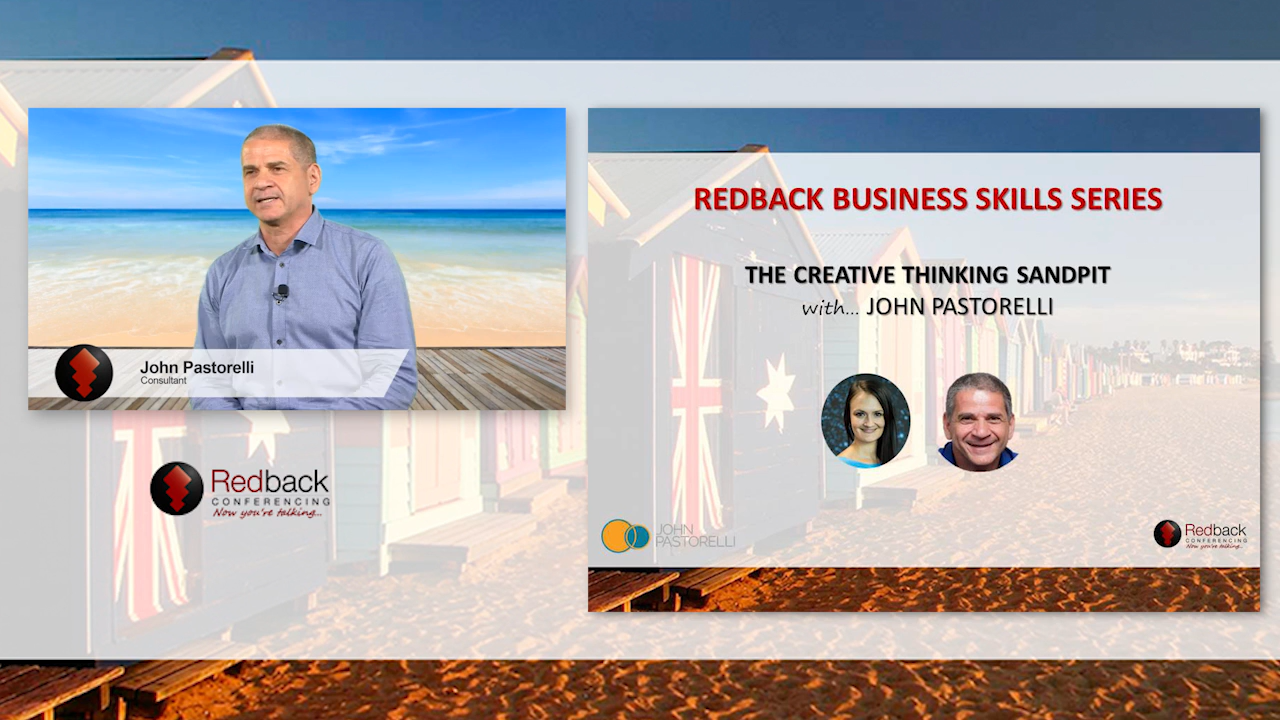 John Pastorelli
Consultant
Redback
CONFERENCING
Now you're talking...
REDBACK BUSINESS SKILLS SERIES
THE CREATIVE THINKING SANDPIT
with... JOHN PASTORELLI
JOHN
PASTORELLI
Redback
CONFERENCING
Now you're talking...